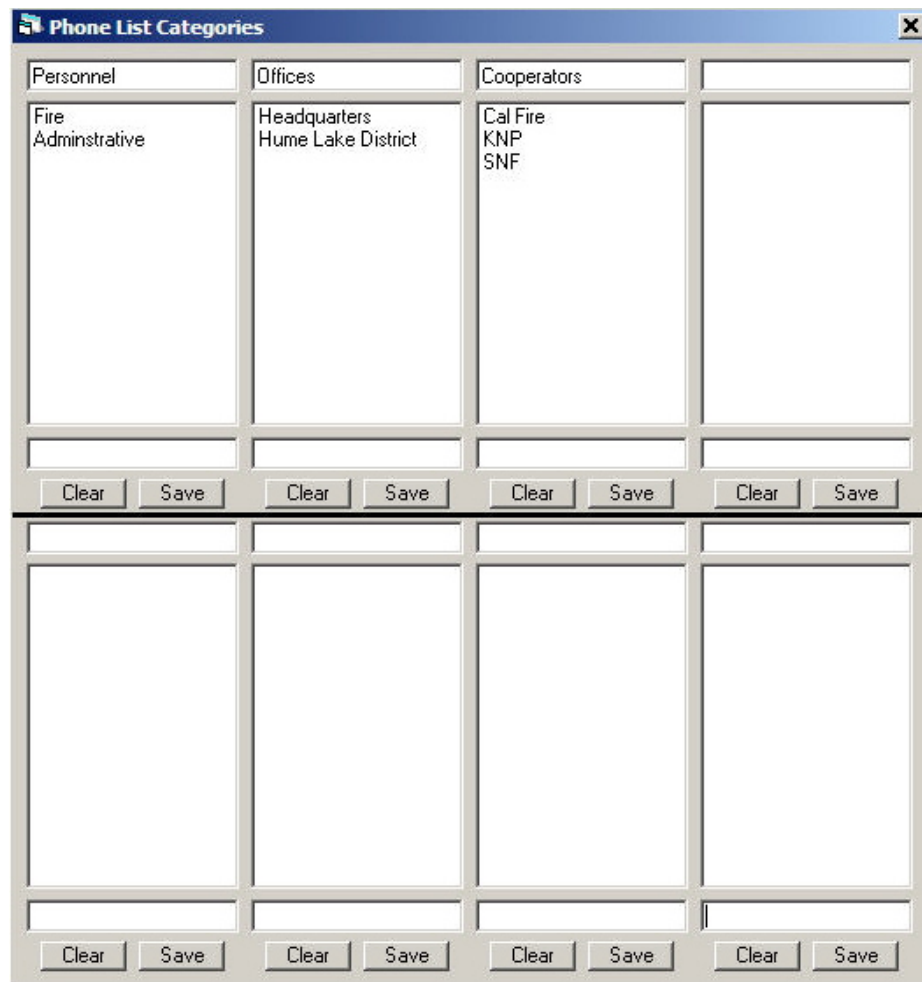 Phone List Categories
Personnel
Offices
Cooperators
Fire
Adminstrative
Headquarters
Hume Lake District
Cal Fire
KNP
SNF
Clear Save Clear Save Clear Save Clear Save
Clear Save Clear Save Clear Save Clear Save